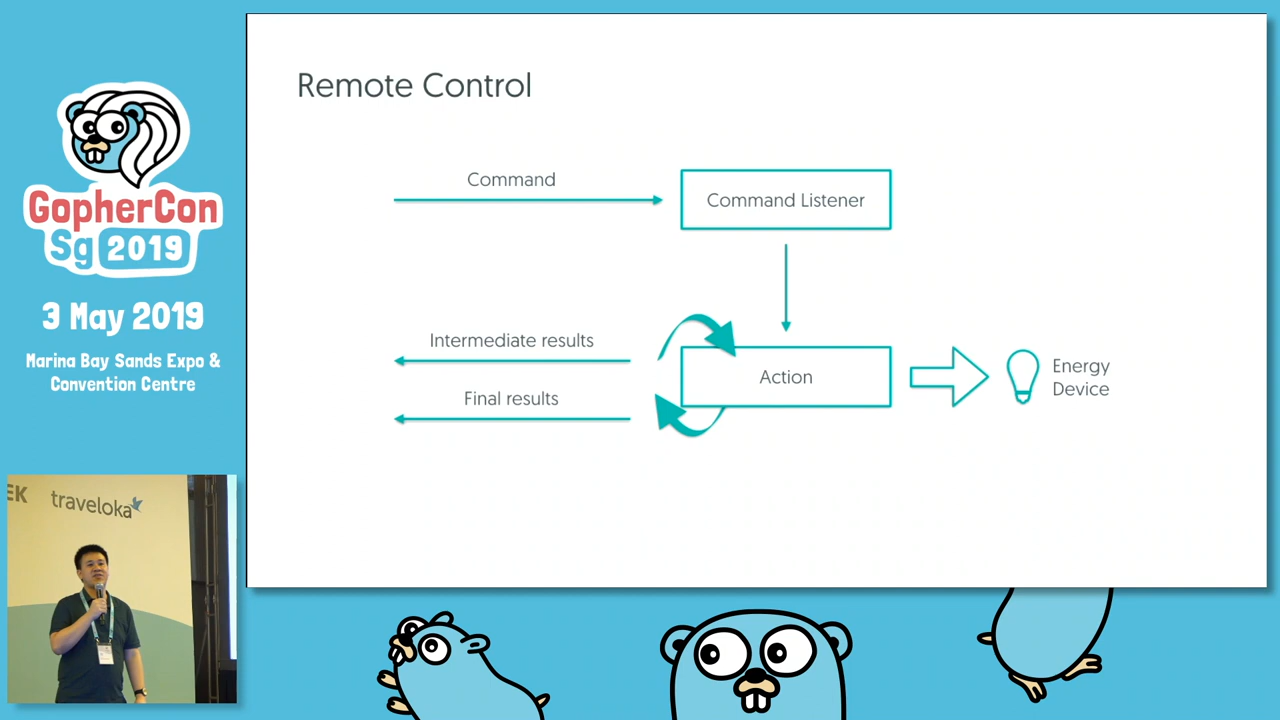 GopherCon
Sg 2019
3 May 2019
Marina Bay Sands Expo &
Convention Centre
EK traveloka
Remote Control
Command
Command Listener
Intermediate results
Final results
Action
Energy
Device